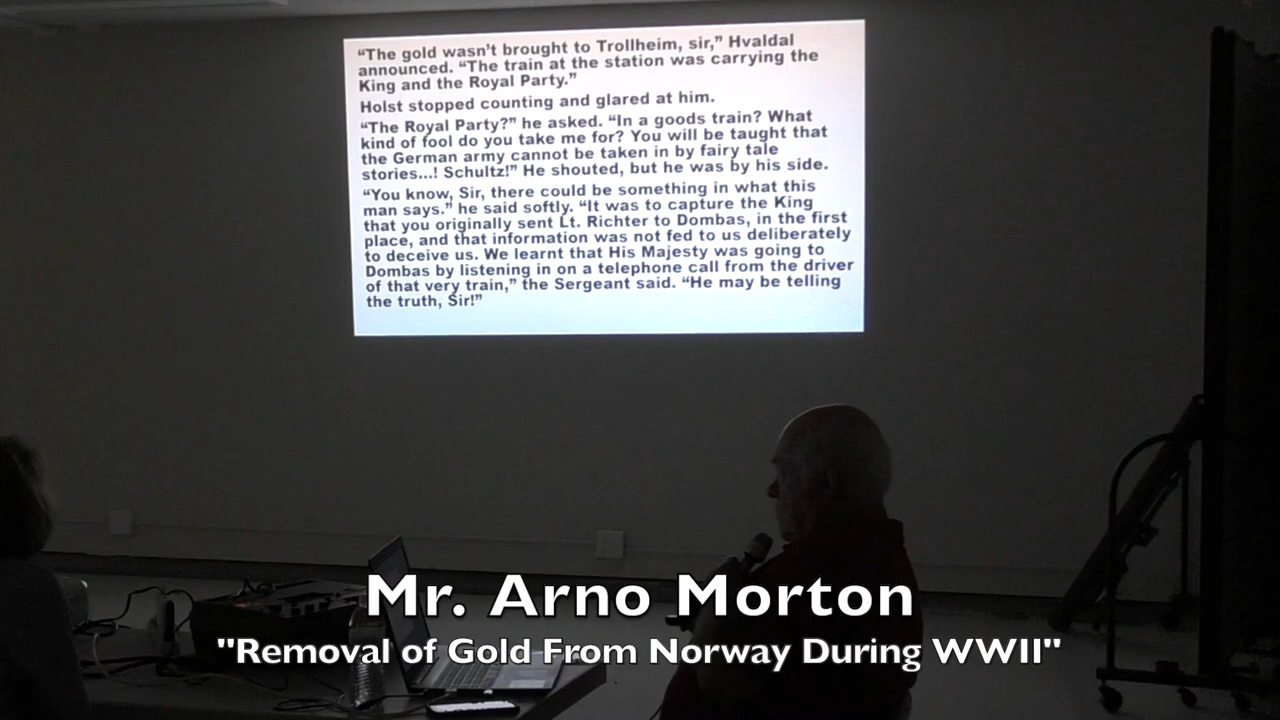 “The gold wasn’t brought to Trollheim, sir,” Hvaldal
announced. “The train at the station was carrying the
King and the Royal Party.”
Holst stopped counting and glared at him.
“The Royal Party?” he asked. “In a goods train? What
kind of fool do you take me for? You will be taught that
the German army cannot be taken in by fairy tale
stories...! Schultz!” He shouted, but he was by his side.
“You know, Sir, there could be something in what this
man says.” he said softly. “It was to capture the King
that you originally sent Lt. Richter to Dombas, in the first
place, and that information was not fed to us deliberately
to deceive us. We learnt that His Majesty was going to
Dombas by listening in on a telephone call from the driver
of that very train,” the Sergeant said. “He may be telling
the truth, Sir!”
Mr. Arno Morton
"Removal of Gold From Norway During WWII"